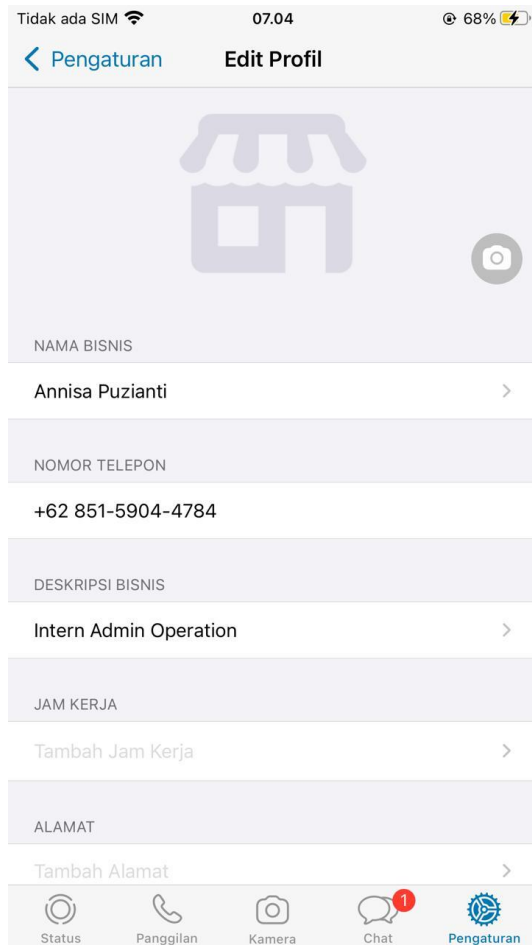 Tidak ada SIM 07.04 68%
Pengaturan Edit Profil
NAMA BISNIS
Annisa Puzianti
NOMOR TELEPON
+62 851-5904-4784
DESKRIPSI BISNIS
Intern Admin Operation
JAM KERJA
Tambah Jam Kerja
ALAMAT
Tambah Alamat
1
Status Panggilan Kamera Chat Pengaturan